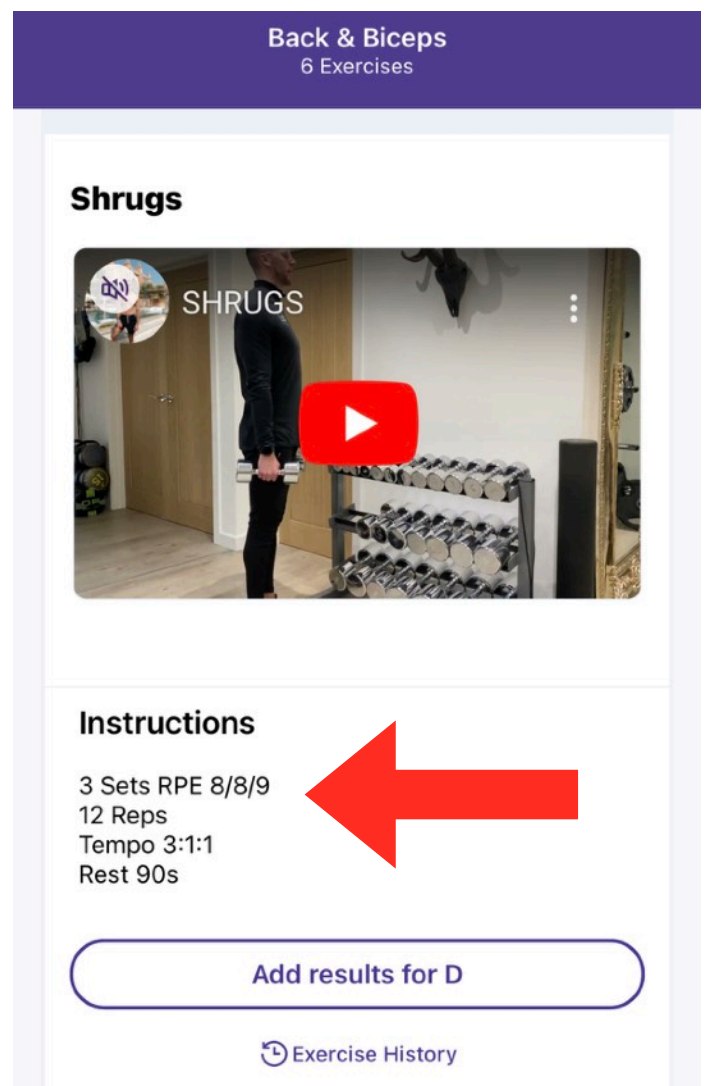 Back & Biceps
6 Exercises
Shrugs
SHRUGS
Instructions
3 Sets RPE 8/8/9
12 Reps
Tempo 3:1:1
Rest 90s
Add results for D
Exercise History